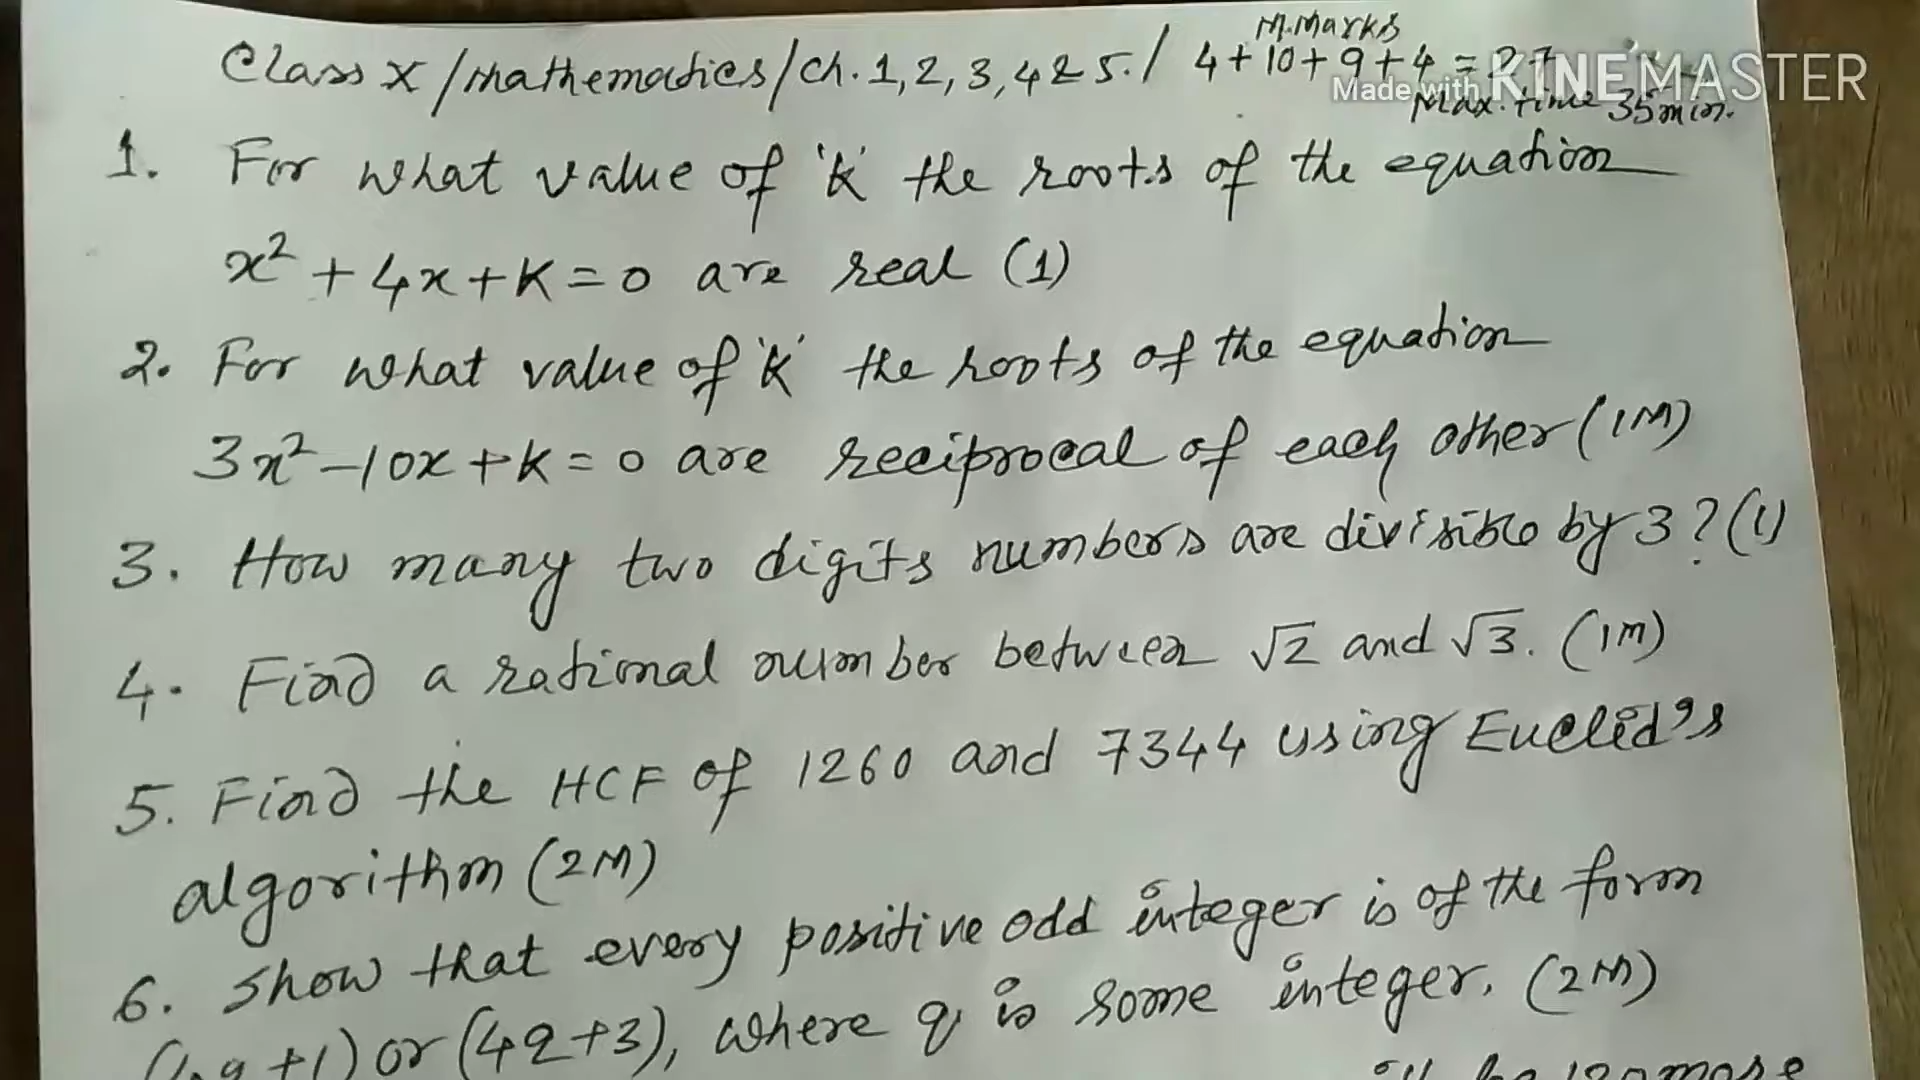 M.Marks
Class X/Mathematics/Ch.1,2,3,4&5./ 4+10+9+4=27
Made with KINEMASTER
Max.time 35min.
1. For what value of 'k' the roots of the equation
x²+4x+K=0 are real (1)
2. For what value of 'k' the roots of the equation
3x²-10x+k=0 are reciprocal of each other (1M)
3. How many two digits numbers are divisible by 3? (1)
4. Find a rational number between √2 and √3. (1M)
5. Find the HCF of 1260 and 7344 using Euclid's
algorithm (2M)
6. Show that every positive odd integer is of the form
(4q+1) or (4q+3), where q is some integer. (2M)
more